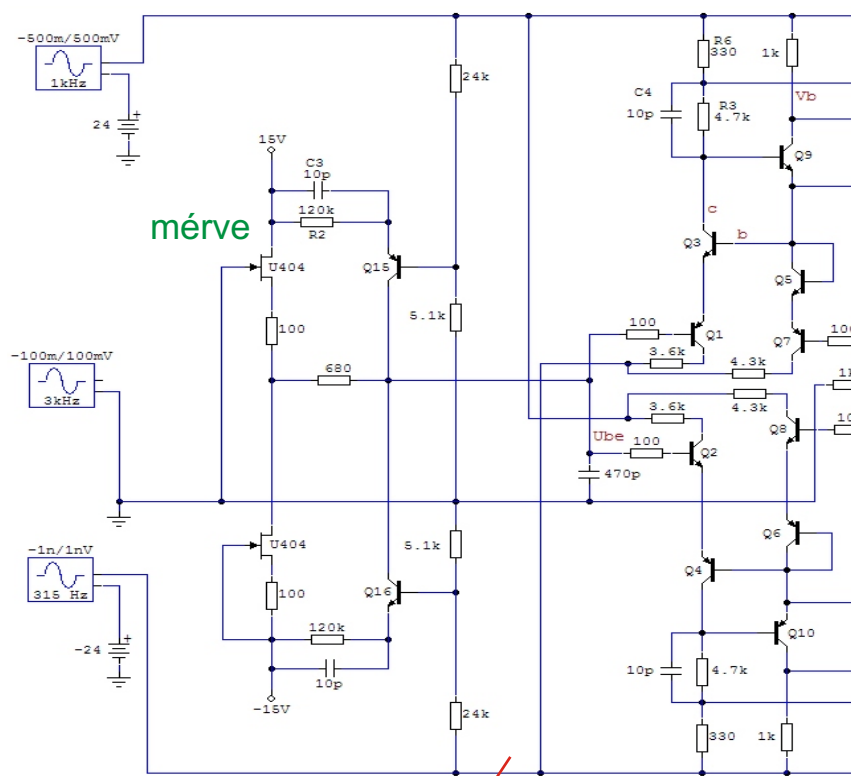 -500m/500mV
1kHz
24
15V
C3
10p
120k
R2
mérve
U404
Q15
100
680
24k
5.1k
R6
330
1k
C4
10p
R3
4.7k
Vb
Q9
c
Q3
b
Q5
100
Q1
Q7
100
3.6k
4.3k
-100m/100mV
3kHz
1k
3.6k
4.3k
Ube
100
Q2
Q8
10
470p
-1n/1nV
315 Hz
-24
U404
100
5.1k
Q16
120k
10p
-15V
24k
Q6
Q4
Q10
10p
4.7k
330
1k